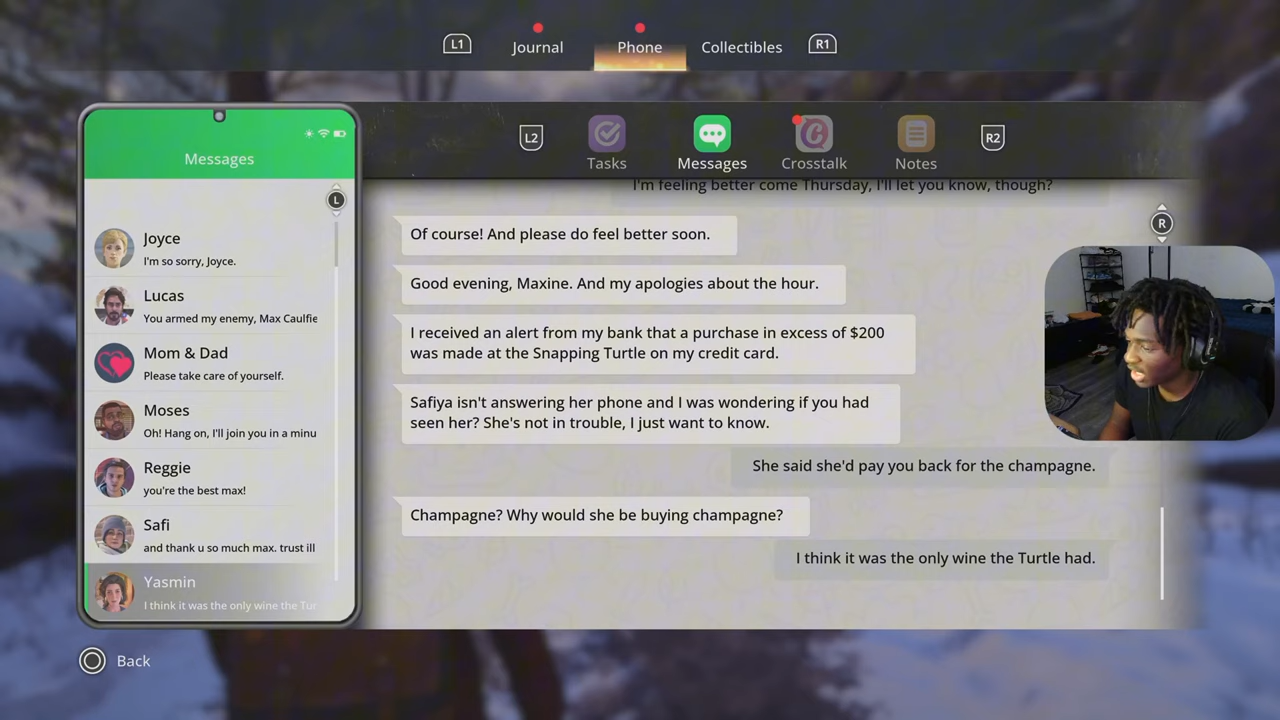 L1
Journal
Phone
Collectibles
R1
Messages
L
Joyce
I'm so sorry, Joyce.
Lucas
You armed my enemy, Max Caulfie
Mom & Dad
Please take care of yourself.
Moses
Oh! Hang on, I'll join you in a minu
Reggie
you're the best max!
Safi
and thank u so much max. trust ill
Yasmin
I think it was the only wine the Tur
L2
Tasks
Messages
Crosstalk
Notes
R2
I'm feeling better come Thursday, I'll let you know, though?
R
Of course! And please do feel better soon.
Good evening, Maxine. And my apologies about the hour.
I received an alert from my bank that a purchase in excess of $200
was made at the Snapping Turtle on my credit card.
Safiya isn't answering her phone and I was wondering if you had
seen her? She's not in trouble, I just want to know.
She said she'd pay you back for the champagne.
Champagne? Why would she be buying champagne?
I think it was the only wine the Turtle had.
Back